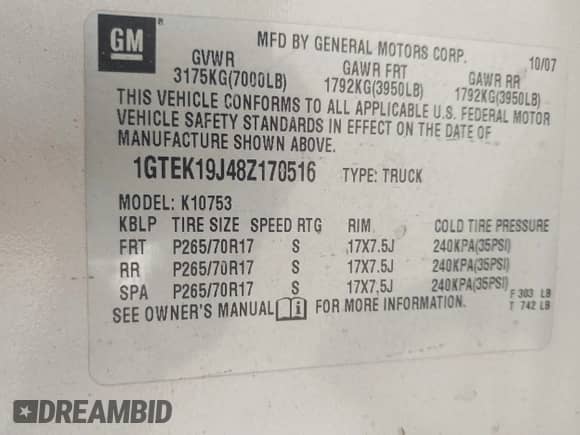 GM ®
MFD BY GENERAL MOTORS CORP. 10/07
GVWR GAWR FRT GAWR RR
3175KG(7000LB) 1792KG(3950LB) 1792KG(3950LB)
THIS VEHICLE CONFORMS TO ALL APPLICABLE U.S. FEDERAL MOTOR
VEHICLE SAFETY STANDARDS IN EFFECT ON THE DATE OF
MANUFACTURE SHOWN ABOVE.
1GTEK19J48Z170516 TYPE: TRUCK
MODEL: K10753
KBLP TIRE SIZE SPEED RTG RIM COLD TIRE PRESSURE
FRT P265/70R17 S 17X7.5J 240KPA(35PSI)
RR P265/70R17 S 17X7.5J 240KPA(35PSI)
SPA P265/70R17 S 17X7.5J 240KPA(35PSI)
F 303 LB
SEE OWNER'S MANUAL i FOR MORE INFORMATION. T 742 LB
DREAMBID